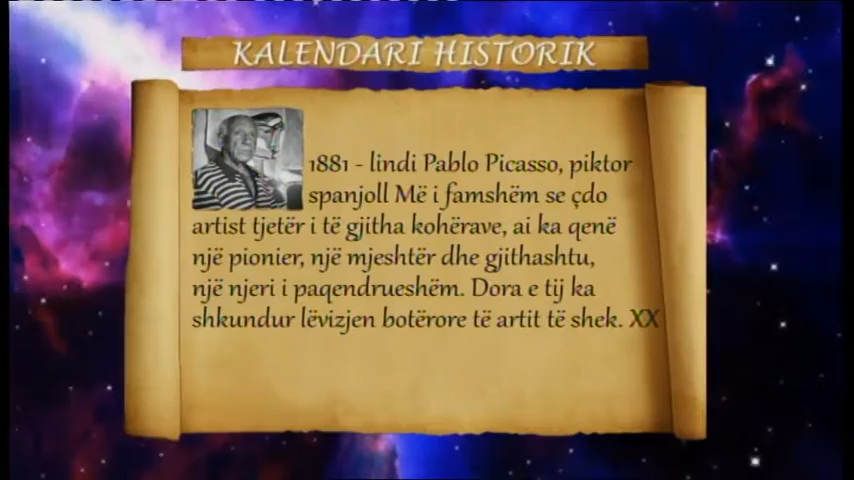 KALENDARI HISTORIK
1881 - lindi Pablo Picasso, piktor
spanjoll Më i famshëm se çdo
artist tjetër i të gjitha kohërave, ai ka qenë
një pionier, një mjeshtër dhe gjithashtu,
një njeri i paqendrueshëm. Dora e tij ka
shkundur lëvizjen botërore të artit të shek. XX